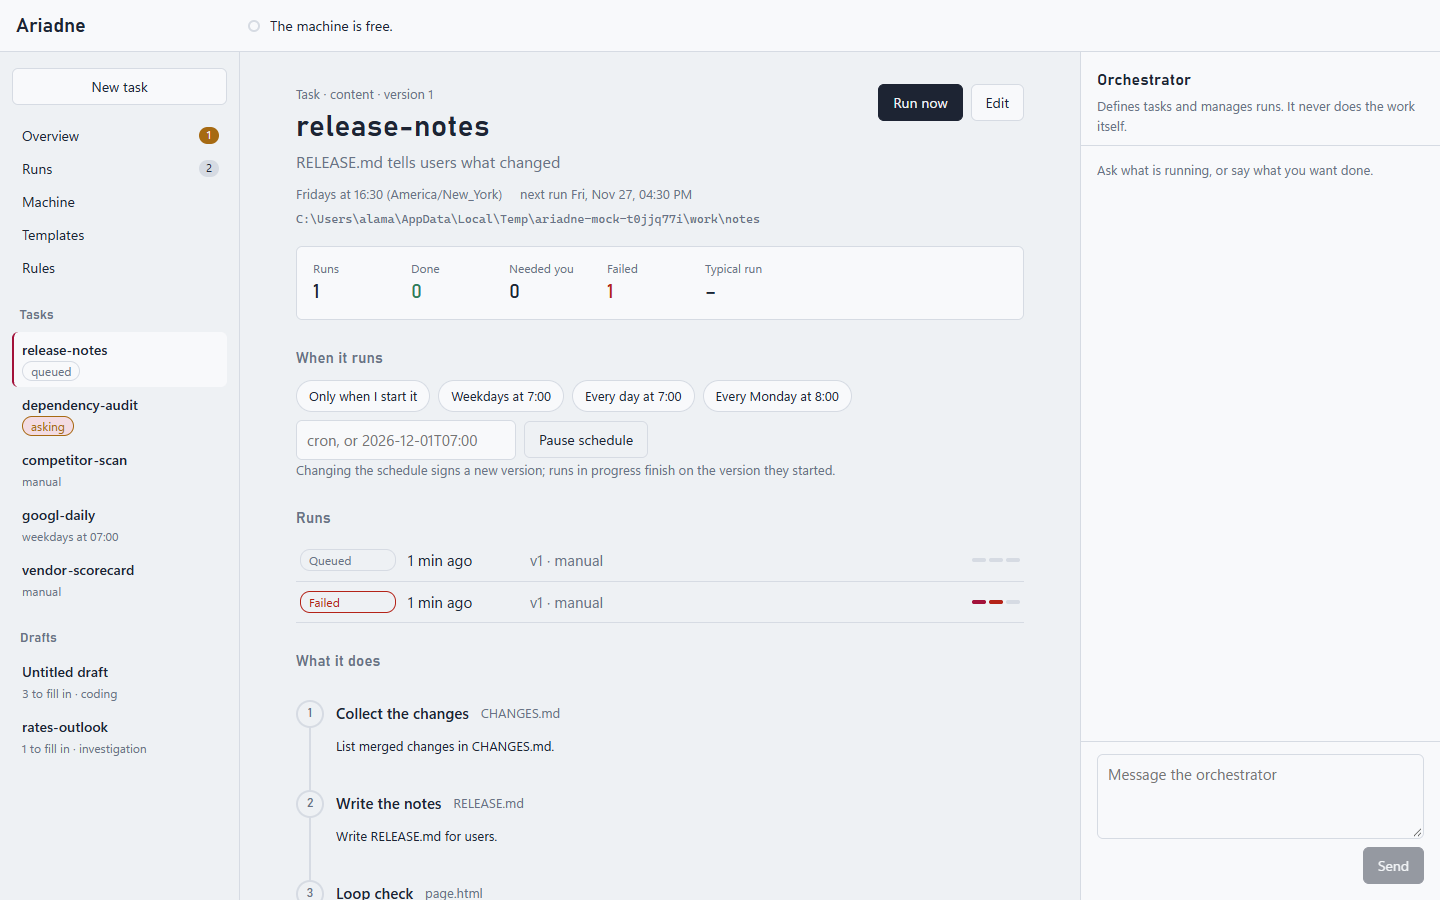 Ariadne
The machine is free.
New task
Overview 1
Runs 2
Machine
Templates
Rules
Tasks
release-notes
queued
dependency-audit
asking
competitor-scan
manual
googl-daily
weekdays at 07:00
vendor-scorecard
manual
Drafts
Untitled draft
3 to fill in · coding
rates-outlook
1 to fill in · investigation
Task · content · version 1
release-notes
Run now
Edit
RELEASE.md tells users what changed
Fridays at 16:30 (America/New_York) next run Fri, Nov 27, 04:30 PM
C:\Users\alama\AppData\Local\Temp\ariadne-mock-t0jjq77i\work\notes
Runs Done Needed you Failed Typical run
1 0 0 1 –
When it runs
Only when I start it Weekdays at 7:00 Every day at 7:00 Every Monday at 8:00
cron, or 2026-12-01T07:00 Pause schedule
Changing the schedule signs a new version; runs in progress finish on the version they started.
Runs
Queued 1 min ago v1 · manual
Failed 1 min ago v1 · manual
What it does
1 Collect the changes CHANGES.md
List merged changes in CHANGES.md.
2 Write the notes RELEASE.md
Write RELEASE.md for users.
3 Loop check page.html
Orchestrator
Defines tasks and manages runs. It never does the work
itself.
Ask what is running, or say what you want done.
Message the orchestrator
Send